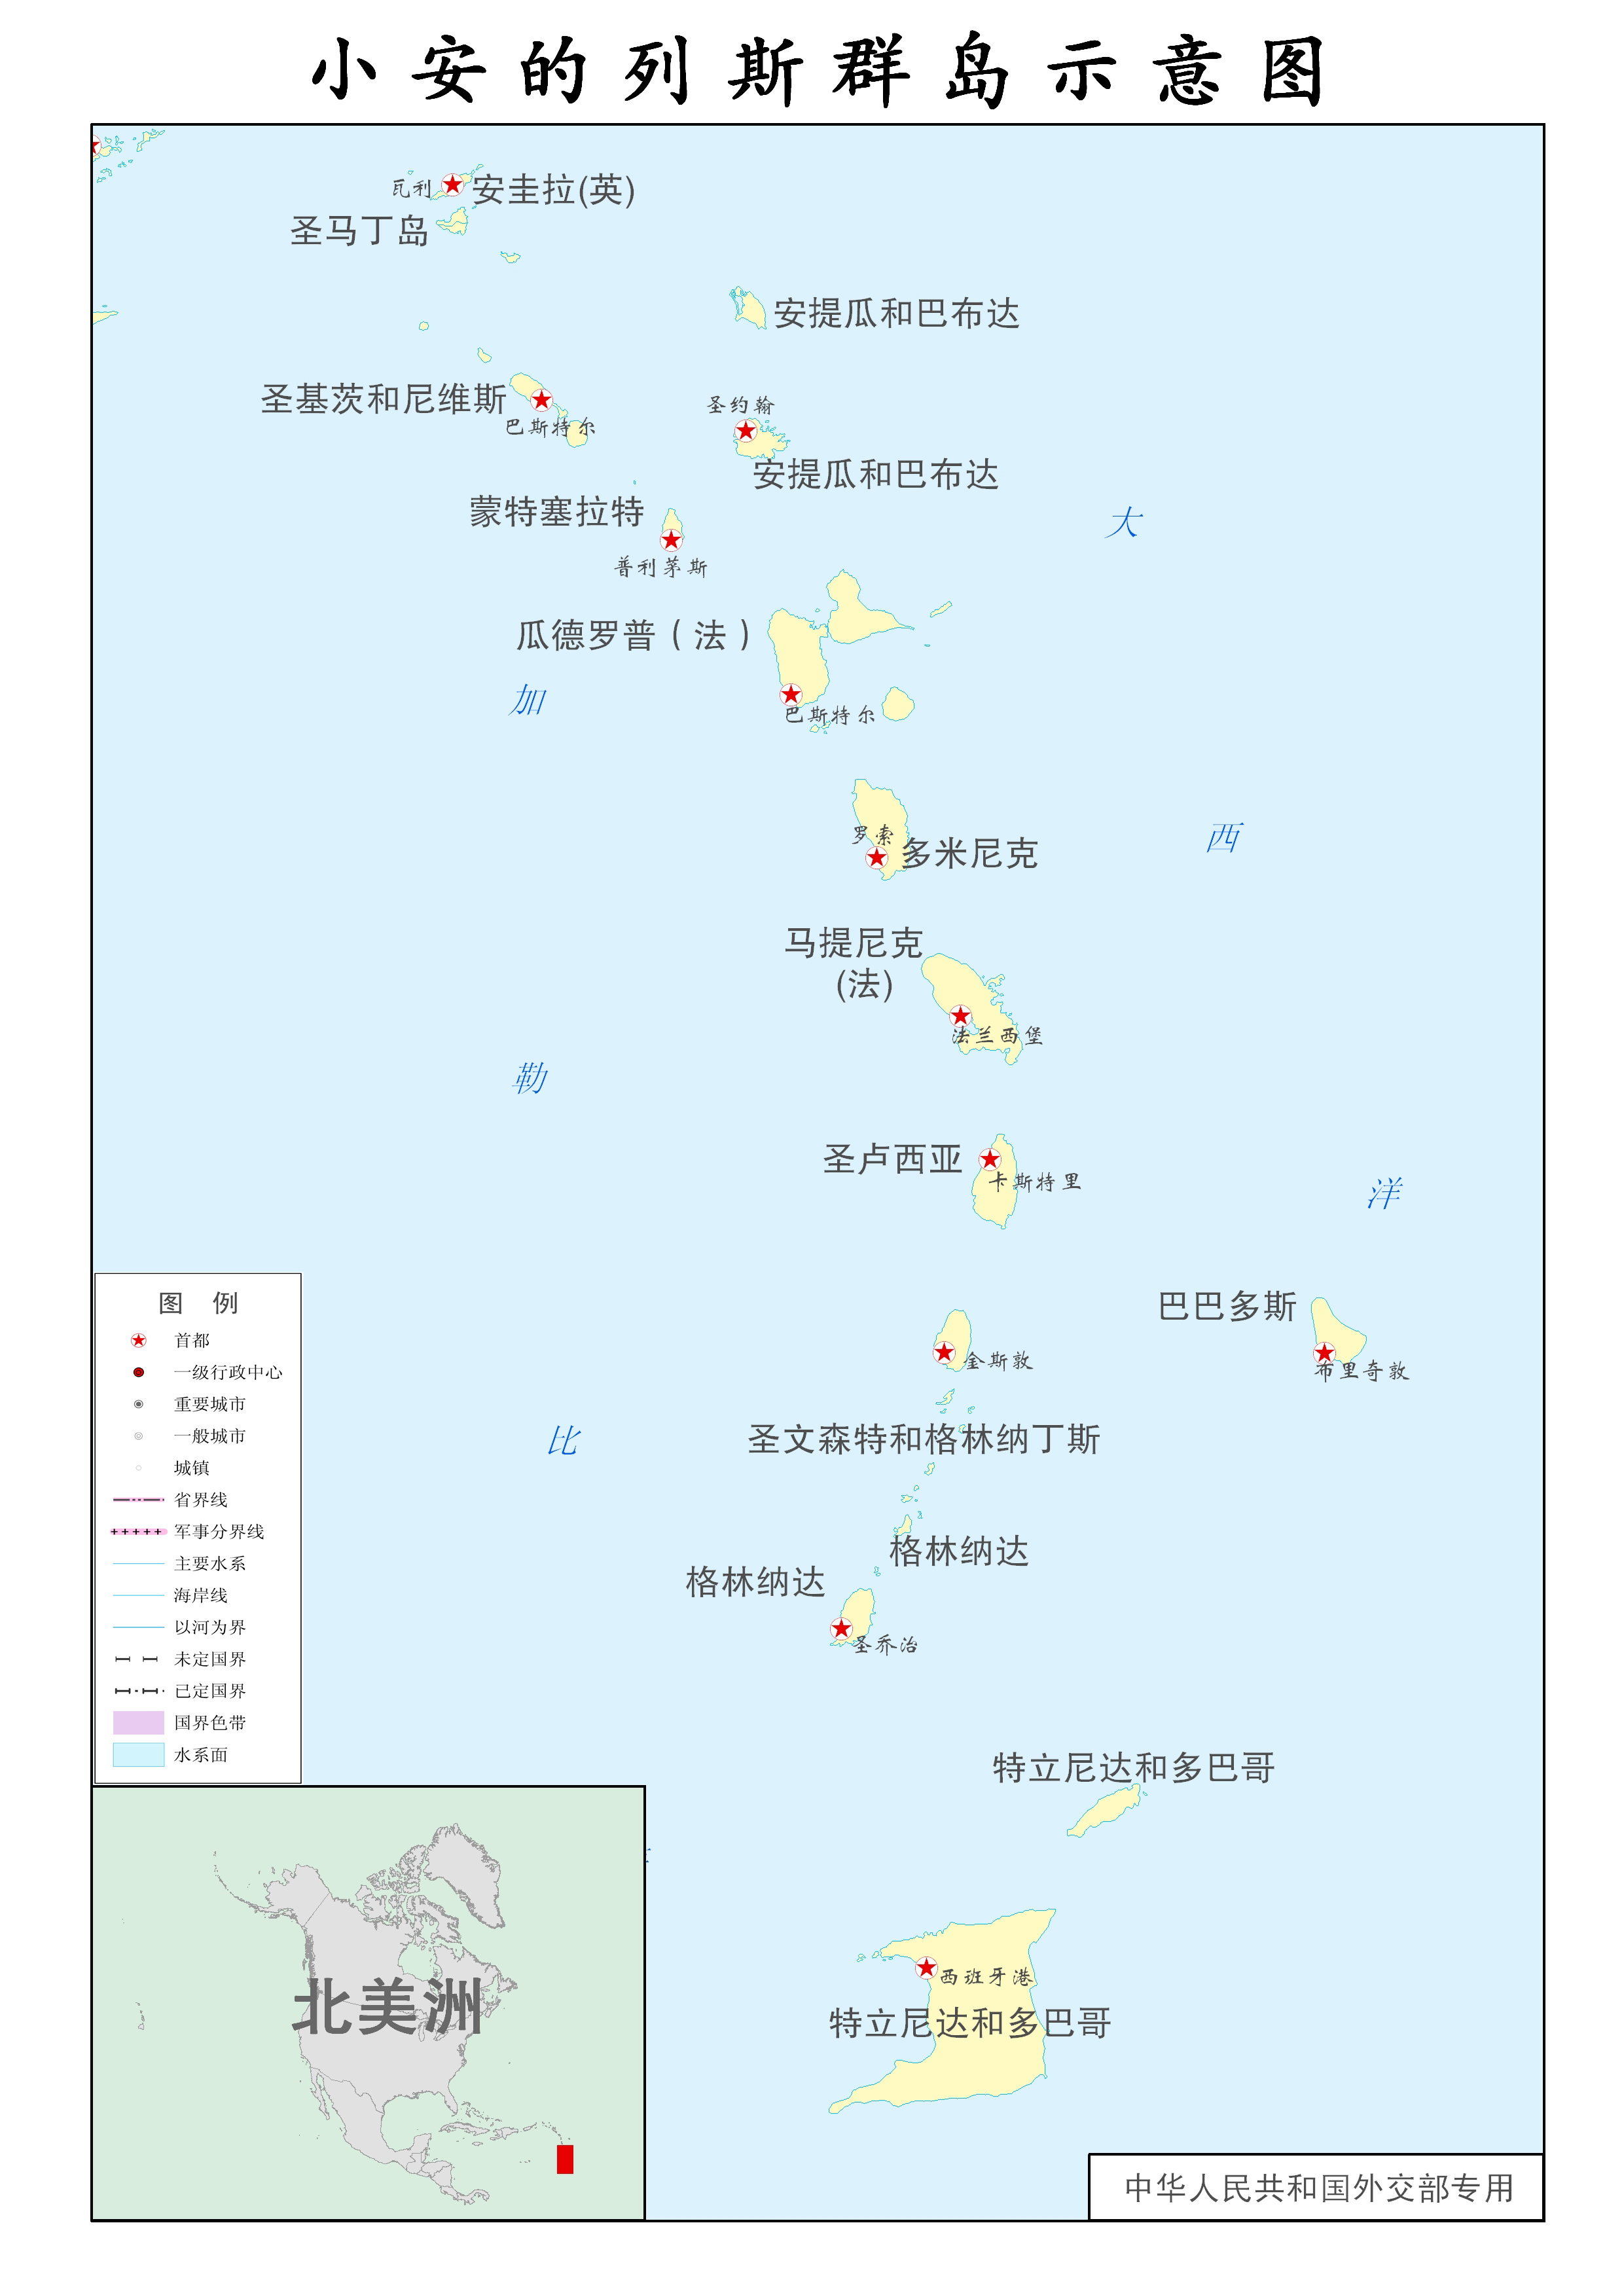 小安的列斯群岛示意图
瓦利
安圭拉(英)
圣马丁岛
安提瓜和巴布达
圣基茨和尼维斯
巴斯特尔
圣约翰
安提瓜和巴布达
蒙特塞拉特
普利茅斯
大
瓜德罗普（法）
加
巴斯特尔
罗索
多米尼克
西
马提尼克
(法)
法兰西堡
勒
圣卢西亚
卡斯特里
洋
巴巴多斯
布里奇敦
金斯敦
圣文森特和格林纳丁斯
比
格林纳达
格林纳达
圣乔治
特立尼达和多巴哥
西班牙港
特立尼达和多巴哥
图 例
首都
一级行政中心
重要城市
一般城市
城镇
省界线
军事分界线
主要水系
海岸线
以河为界
未定国界
已定国界
国界色带
水系面
北美洲
中华人民共和国外交部专用